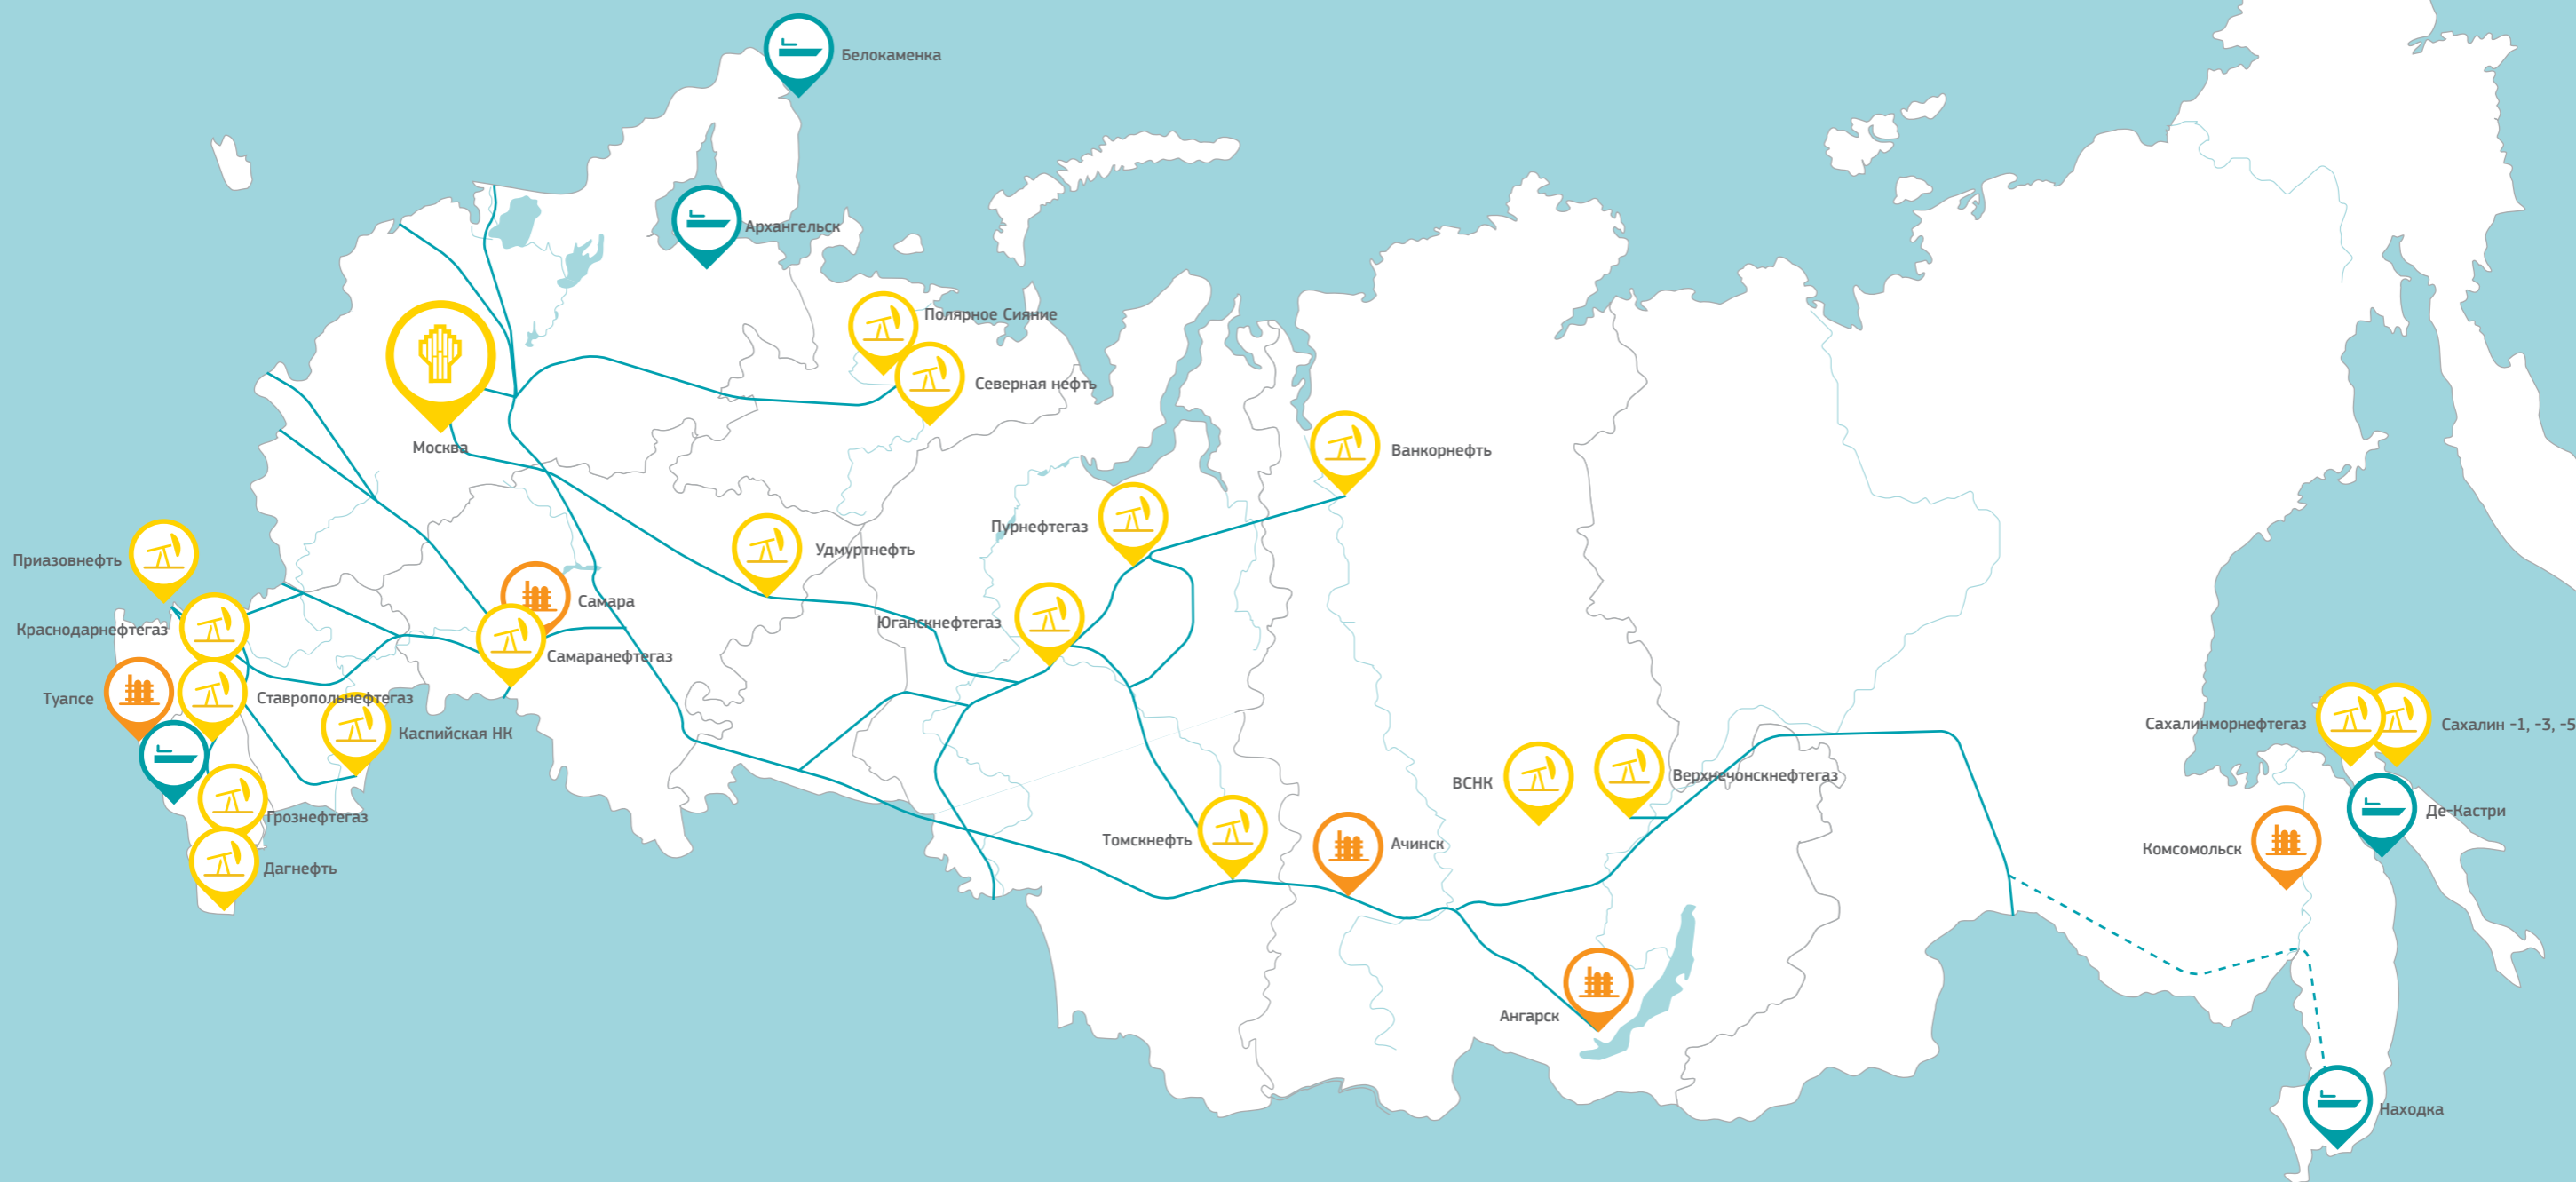 Белокаменка
Архангельск
Полярное Сияние
Северная нефть
Москва
Ванкорнефть
Пурнефтегаз
Удмуртнефть
Приазовнефть
Самара
Юганскнефтегаз
Краснодарнефтегаз
Самаранефтегаз
Туапсе
Ставропольнефтегаз
Каспийская НК
Сахалинморнефтегаз
Сахалин -1, -3, -5
ВСНК
Верхнечонскнефтегаз
Грознефтегаз
Де-Кастри
Томскнефть
Ачинск
Комсомольск
Дагнефть
Ангарск
Находка